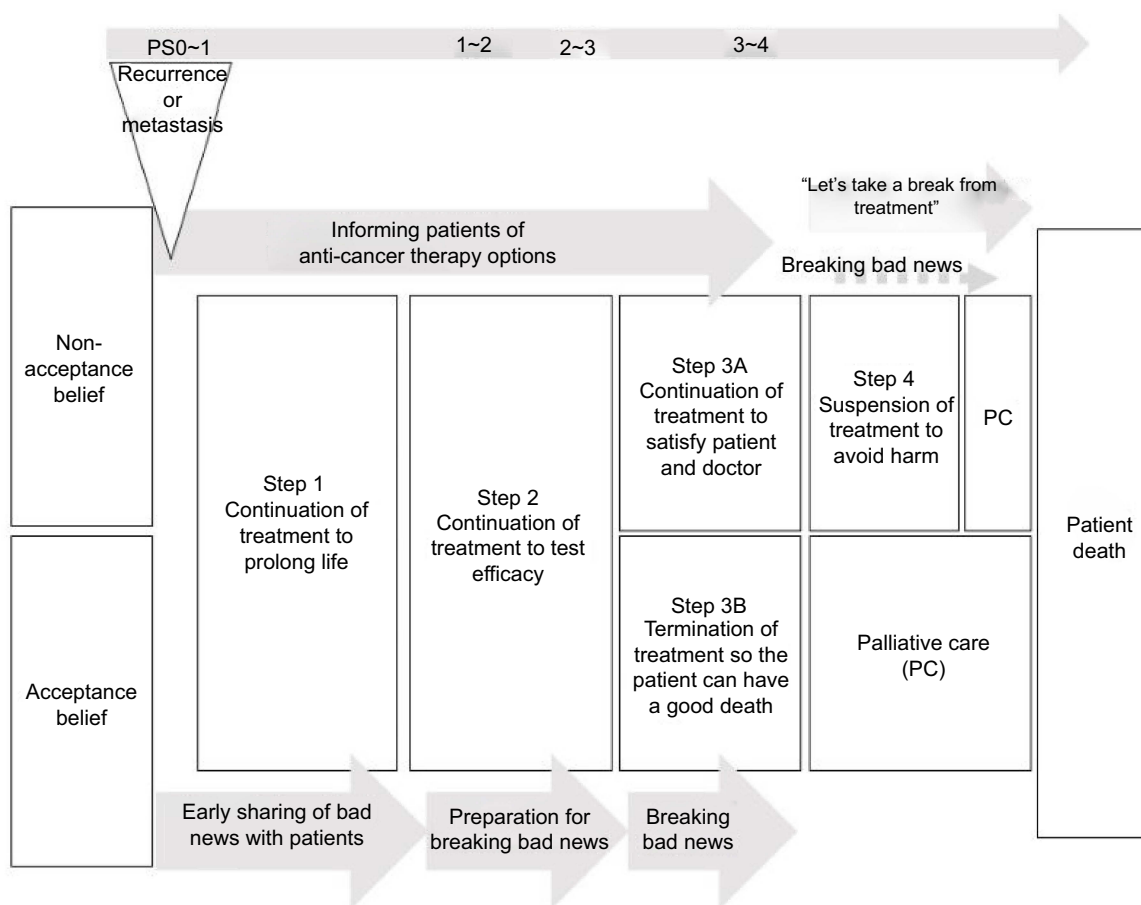 PS0~1
1~2
2~3
3~4
Recurrence
or
metastasis
Informing patients of
anti-cancer therapy options
“Let’s take a break from
treatment”
Breaking bad news
Non-
acceptance
belief
Acceptance
belief
Step 1
Continuation of
treatment to
prolong life
Step 2
Continuation of
treatment to test
efficacy
Step 3A
Continuation of
treatment to
satisfy patient
and doctor
Step 3B
Termination of
treatment so the
patient can have
a good death
Step 4
Suspension of
treatment to
avoid harm
PC
Palliative care
(PC)
Patient
death
Early sharing of bad
news with patients
Preparation for
breaking bad news
Breaking
bad news